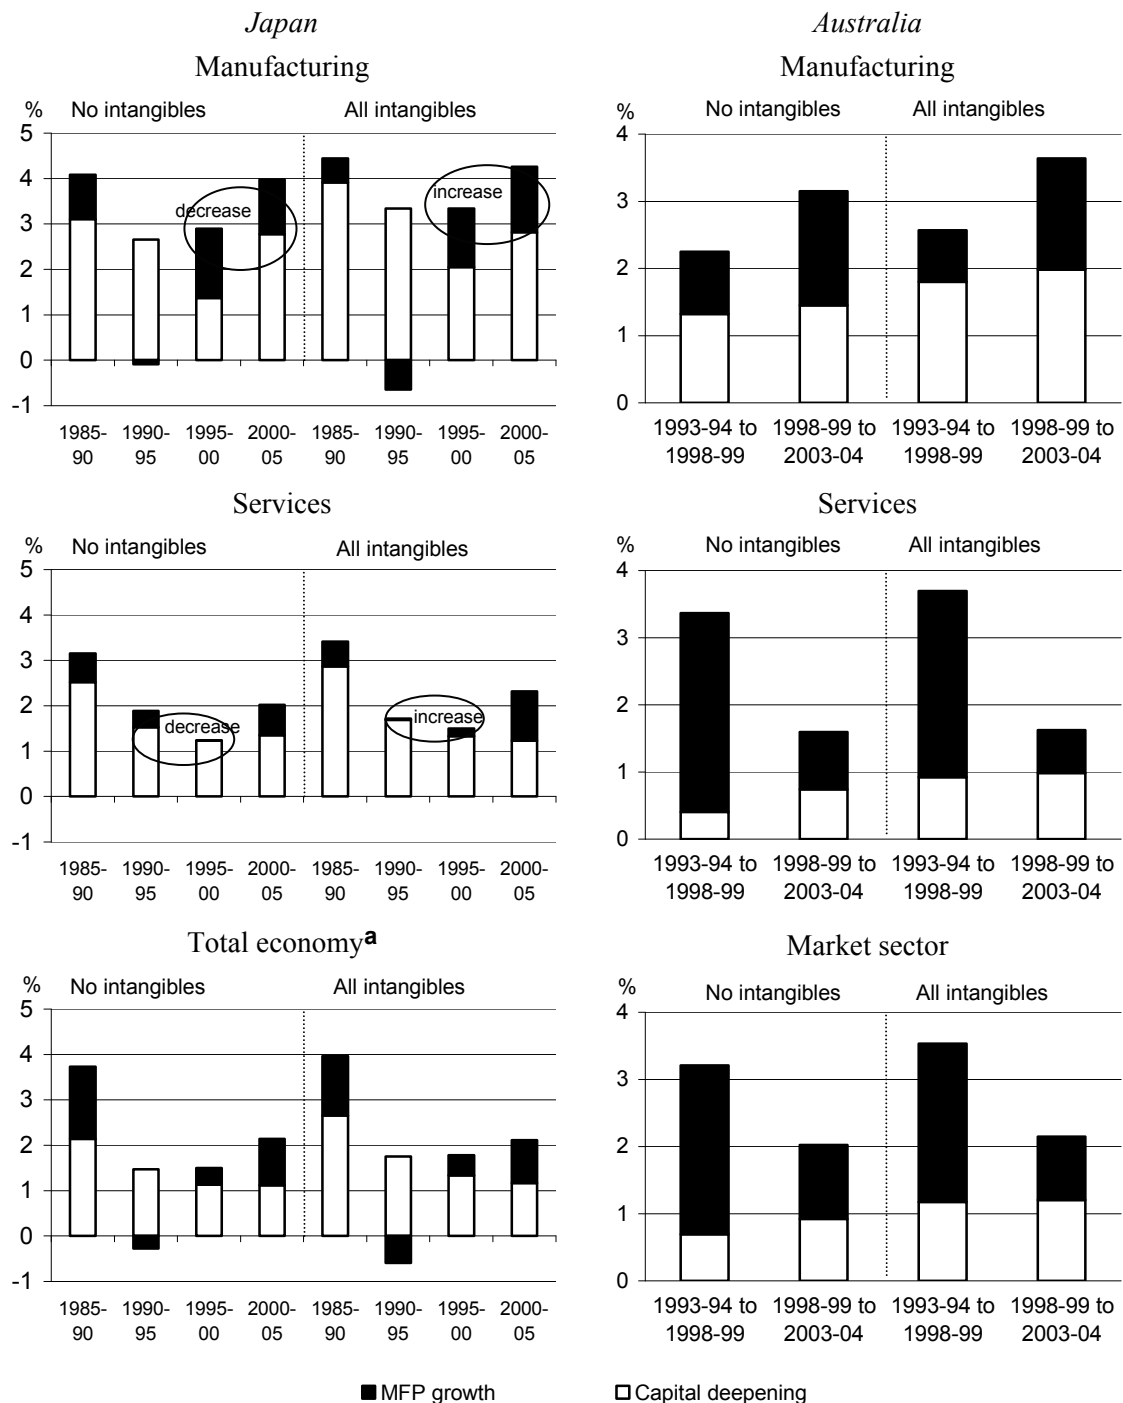 Japan
Manufacturing
% No intangibles All intangibles
5
4
3
2
1
0
-1
decrease
increase
1985-90 1990-95 1995-00 2000-05 1985-90 1990-95 1995-00 2000-05
Australia
Manufacturing
% No intangibles All intangibles
4
3
2
1
0
1993-94 to 1998-99 1998-99 to 2003-04 1993-94 to 1998-99 1998-99 to 2003-04
Services
% No intangibles All intangibles
5
4
3
2
1
0
-1
decrease
increase
1985-90 1990-95 1995-00 2000-05 1985-90 1990-95 1995-00 2000-05
Services
% No intangibles All intangibles
4
3
2
1
0
1993-94 to 1998-99 1998-99 to 2003-04 1993-94 to 1998-99 1998-99 to 2003-04
Total economya
% No intangibles All intangibles
5
4
3
2
1
0
-1
1985-90 1990-95 1995-00 2000-05 1985-90 1990-95 1995-00 2000-05
Market sector
% No intangibles All intangibles
4
3
2
1
0
1993-94 to 1998-99 1998-99 to 2003-04 1993-94 to 1998-99 1998-99 to 2003-04
MFP growth Capital deepening